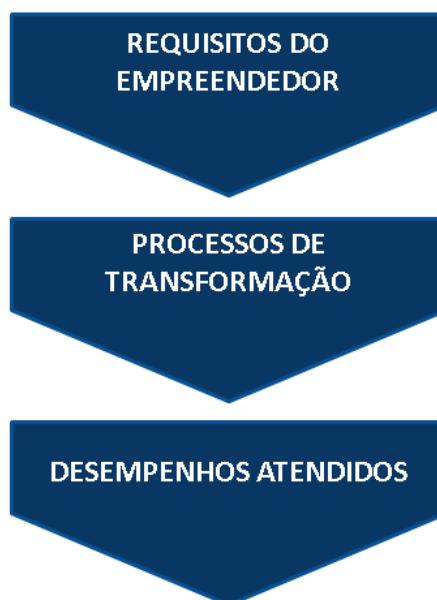 REQUISITOS DO
EMPREENDEDOR
PROCESSOS DE
TRANSFORMAÇÃO
DESEMPENHOS ATENDIDOS